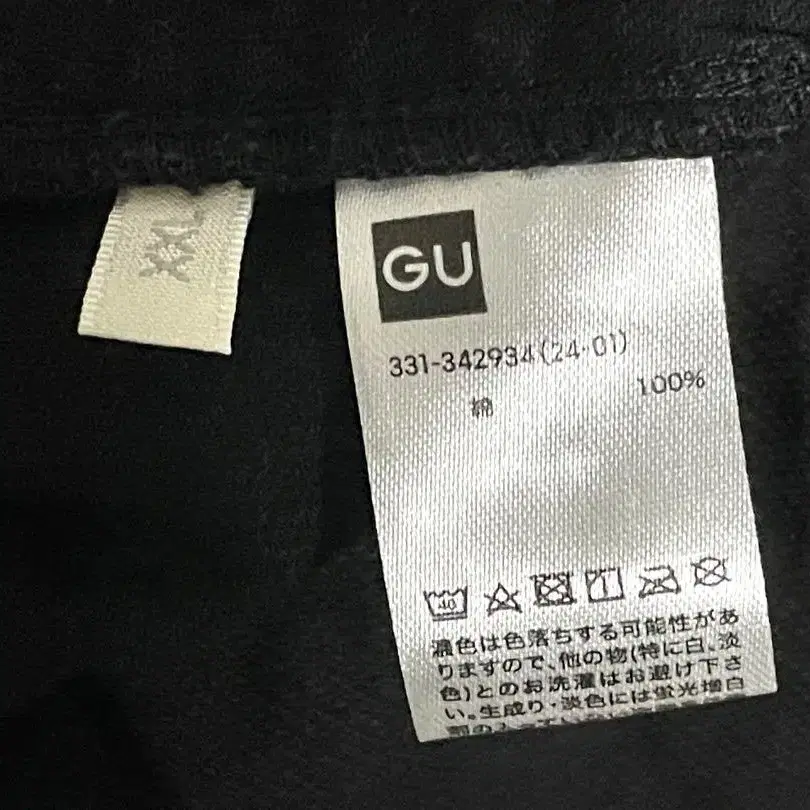 XXL
GU
331-342934(24·01)
綿 100%
40
濃色は色落ちする可能性があ
りますので、他の物(特に白、淡
色)とのお洗濯はお避け下さ
い。生成り・淡色には蛍光増白